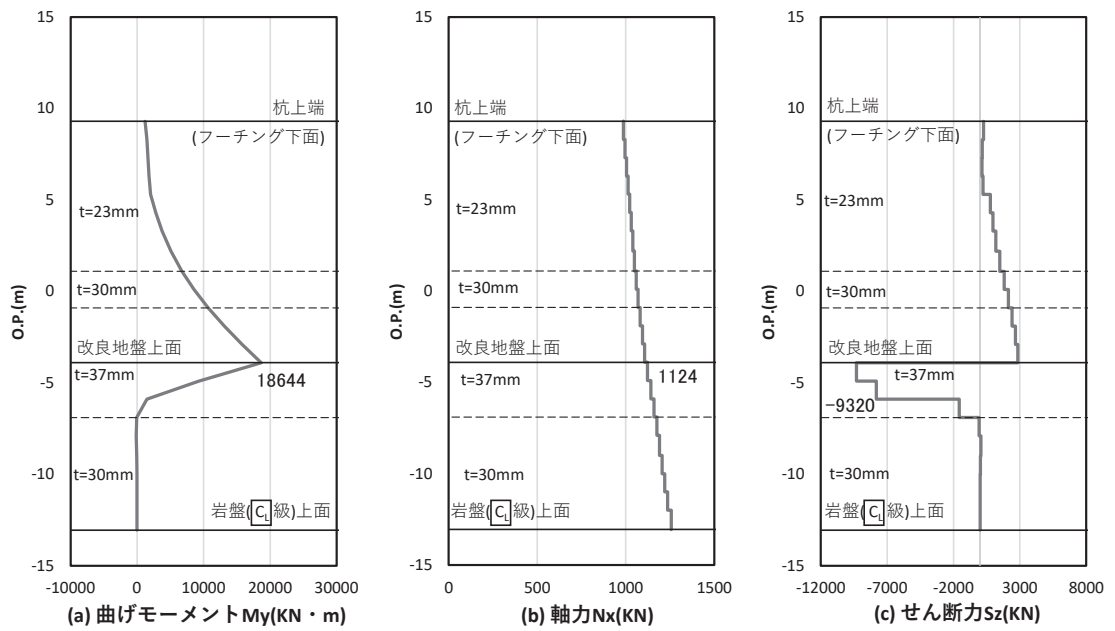 15
10
5
0
-5
-10
-15
O.P.(m)
杭上端
(フーチング下面)
t=23mm
t=30mm
改良地盤上面
t=37mm
18644
t=30mm
岩盤(CL級)上面
-10000 0 10000 20000 30000
(a) 曲げモーメントMy(KN・m)
15
10
5
0
-5
-10
-15
O.P.(m)
杭上端
(フーチング下面)
t=23mm
t=30mm
改良地盤上面
t=37mm
1124
t=30mm
岩盤(CL級)上面
0 500 1000 1500
(b) 軸力Nx(KN)
15
10
5
0
-5
-10
-15
O.P.(m)
杭上端
(フーチング下面)
t=23mm
t=30mm
改良地盤上面
t=37mm
-9320
t=30mm
岩盤(CL級)上面
-12000 -7000 -2000 3000 8000
(c) せん断力Sz(KN)